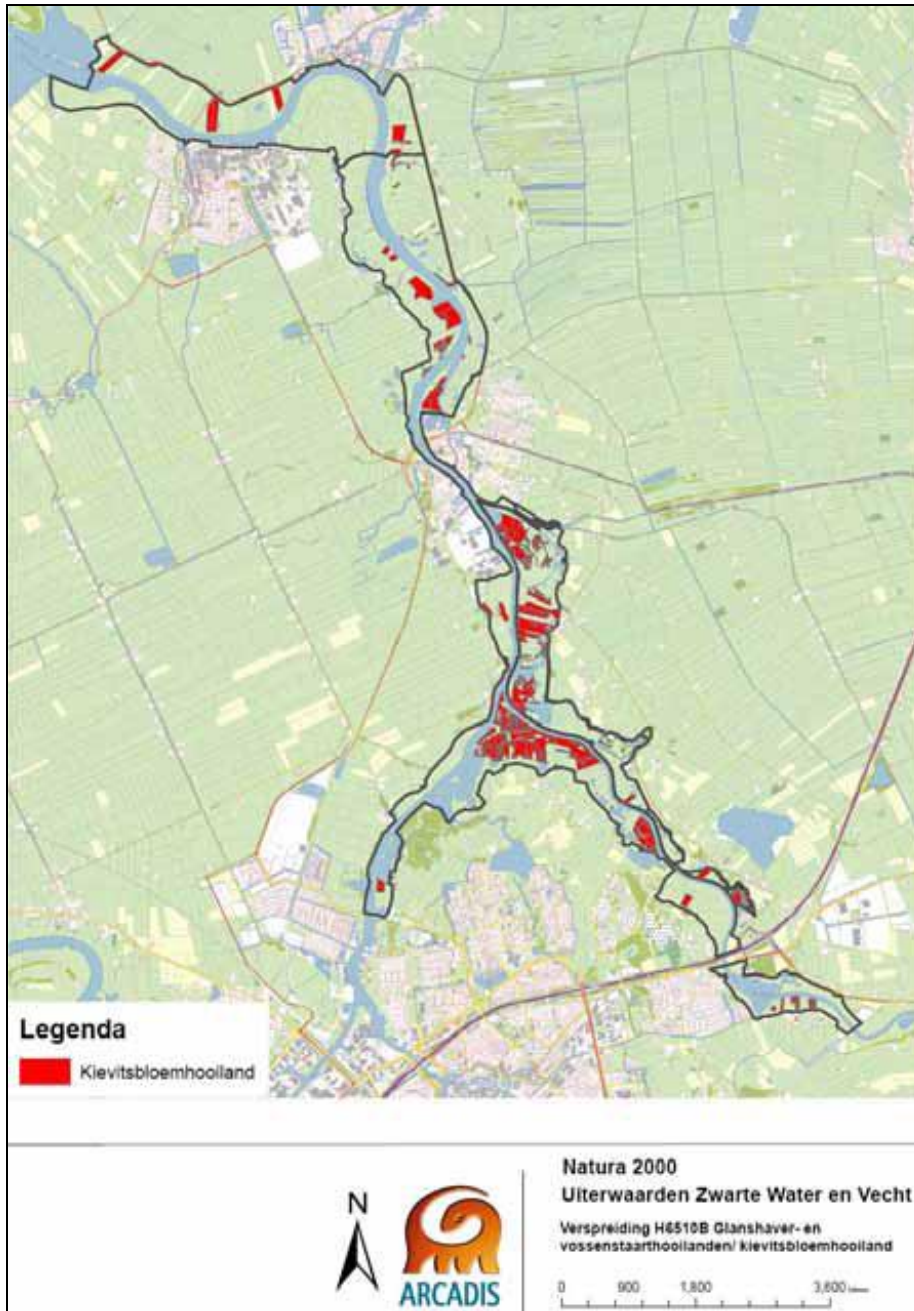 Legenda
Kievitsbloemhooiland
Natura 2000
Uiterwaarden Zwarte Water en Vecht
Verspreiding H6510B Glanshaver- en
vossenstaarthooilanden/ kievitsbloemhooiland
N
ARCADIS
0 900 1,800 3,600